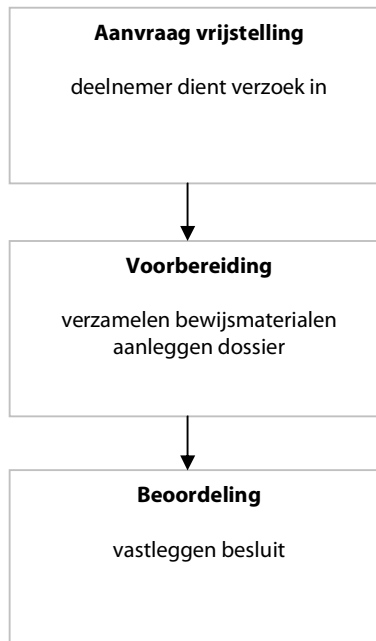 Aanvraag vrijstelling
deelnemer dient verzoek in
Voorbereiding
verzamelen bewijsmaterialen
aanleggen dossier
Beoordeling
vastleggen besluit